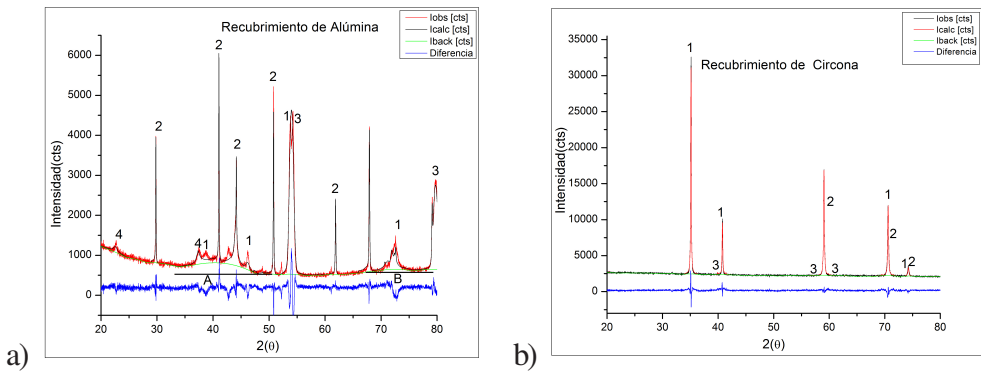 Recubrimiento de Alúmina
Iobs [cts]
Icalc [cts]
Iback [cts]
Diferencia
Intensidad(cts)
6000
5000
4000
3000
2000
1000
0
4
2
4
1
2
2
1
2
1
3
2
1
3
A
B
20 30 40 50 60 70 80
2(θ)
a)
Recubrimiento de Circona
Iobs [cts]
Icalc [cts]
Iback [cts]
Diferencia
Intensidad(cts)
35000
30000
25000
20000
15000
10000
5000
0
1
3
1
3
2
3
1
2
1
2
20 30 40 50 60 70 80
2(θ)
b)